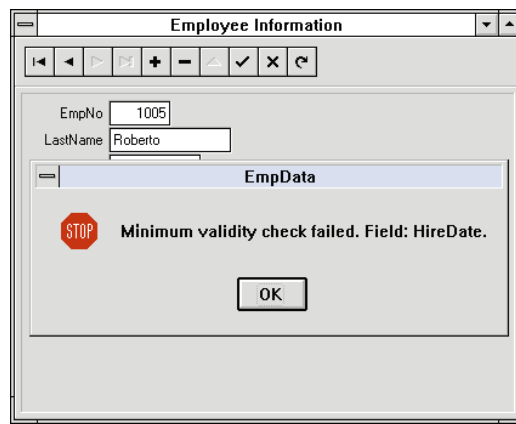 Employee Information
EmpNo 1005
LastName Roberto
EmpData
STOP Minimum validity check failed. Field: HireDate.
OK